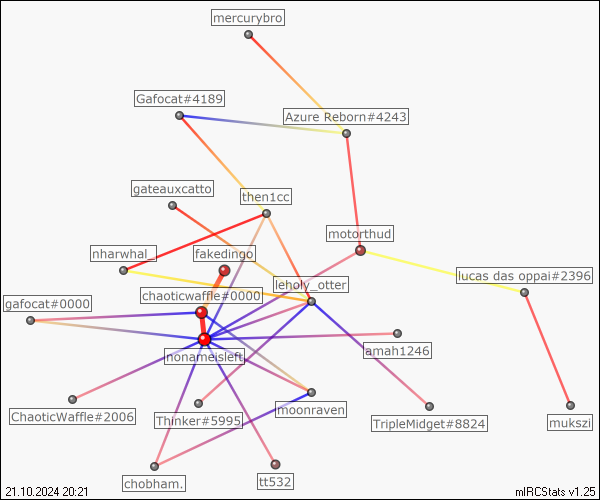 mercurybro
Gafocat#4189
Azure Reborn#4243
gateauxcatto
then1cc
motorthud
nharwhal_
fakedingo
lucas das oppai#2396
leholy_otter
chaoticwaffle#0000
gafocat#0000
nonameisleft
amah1246
ChaoticWaffle#2006
Thinker#5995
moonraven
TripleMidget#8824
mukszi
chobham.
tt532
21.10.2024 20:21
mIRCStats v1.25